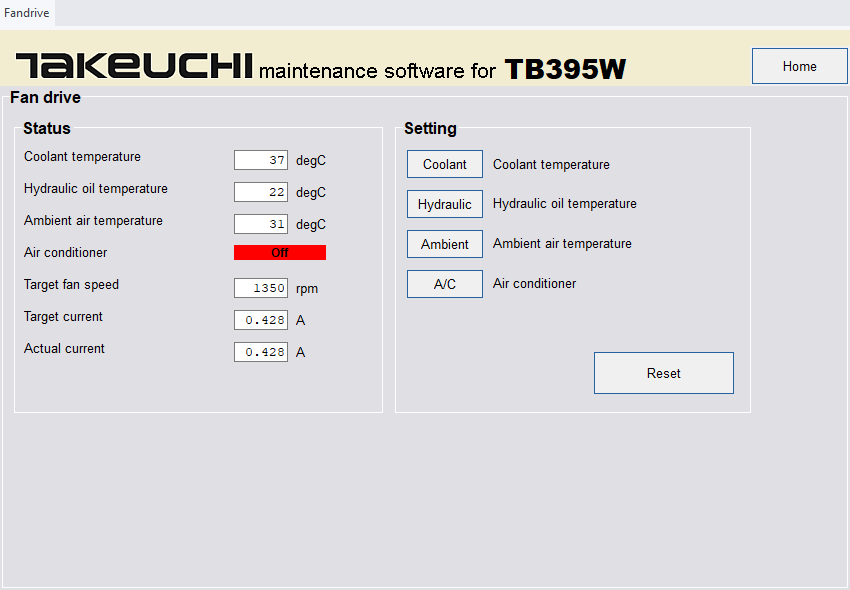 Fandrive
TAKEUCHI maintenance software for TB395W
Home
Fan drive
Status
Coolant temperature 37 degC
Hydraulic oil temperature 22 degC
Ambient air temperature 31 degC
Air conditioner Off
Target fan speed 1350 rpm
Target current 0.428 A
Actual current 0.428 A
Setting
Coolant Coolant temperature
Hydraulic Hydraulic oil temperature
Ambient Ambient air temperature
A/C Air conditioner
Reset